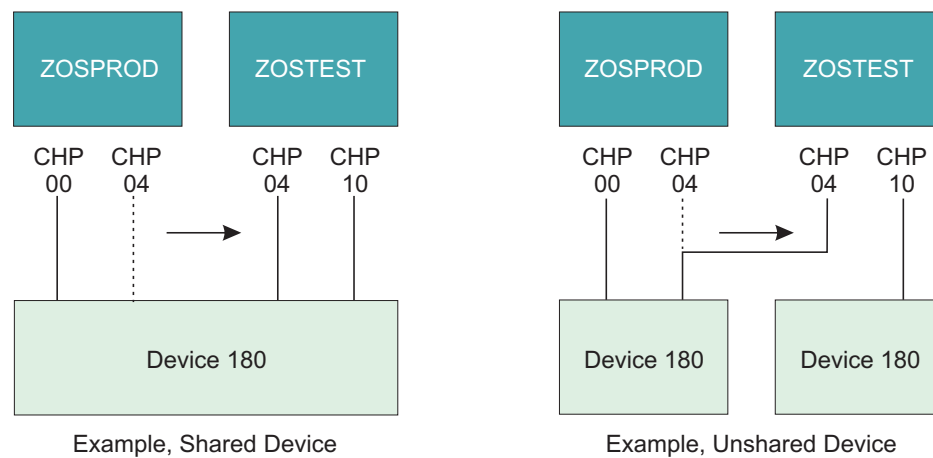 ZOSPROD
ZOSTEST
CHP
00
CHP
04
CHP
04
CHP
10
Device 180
Example, Shared Device
ZOSPROD
ZOSTEST
CHP
00
CHP
04
CHP
04
CHP
10
Device 180
Device 180
Example, Unshared Device